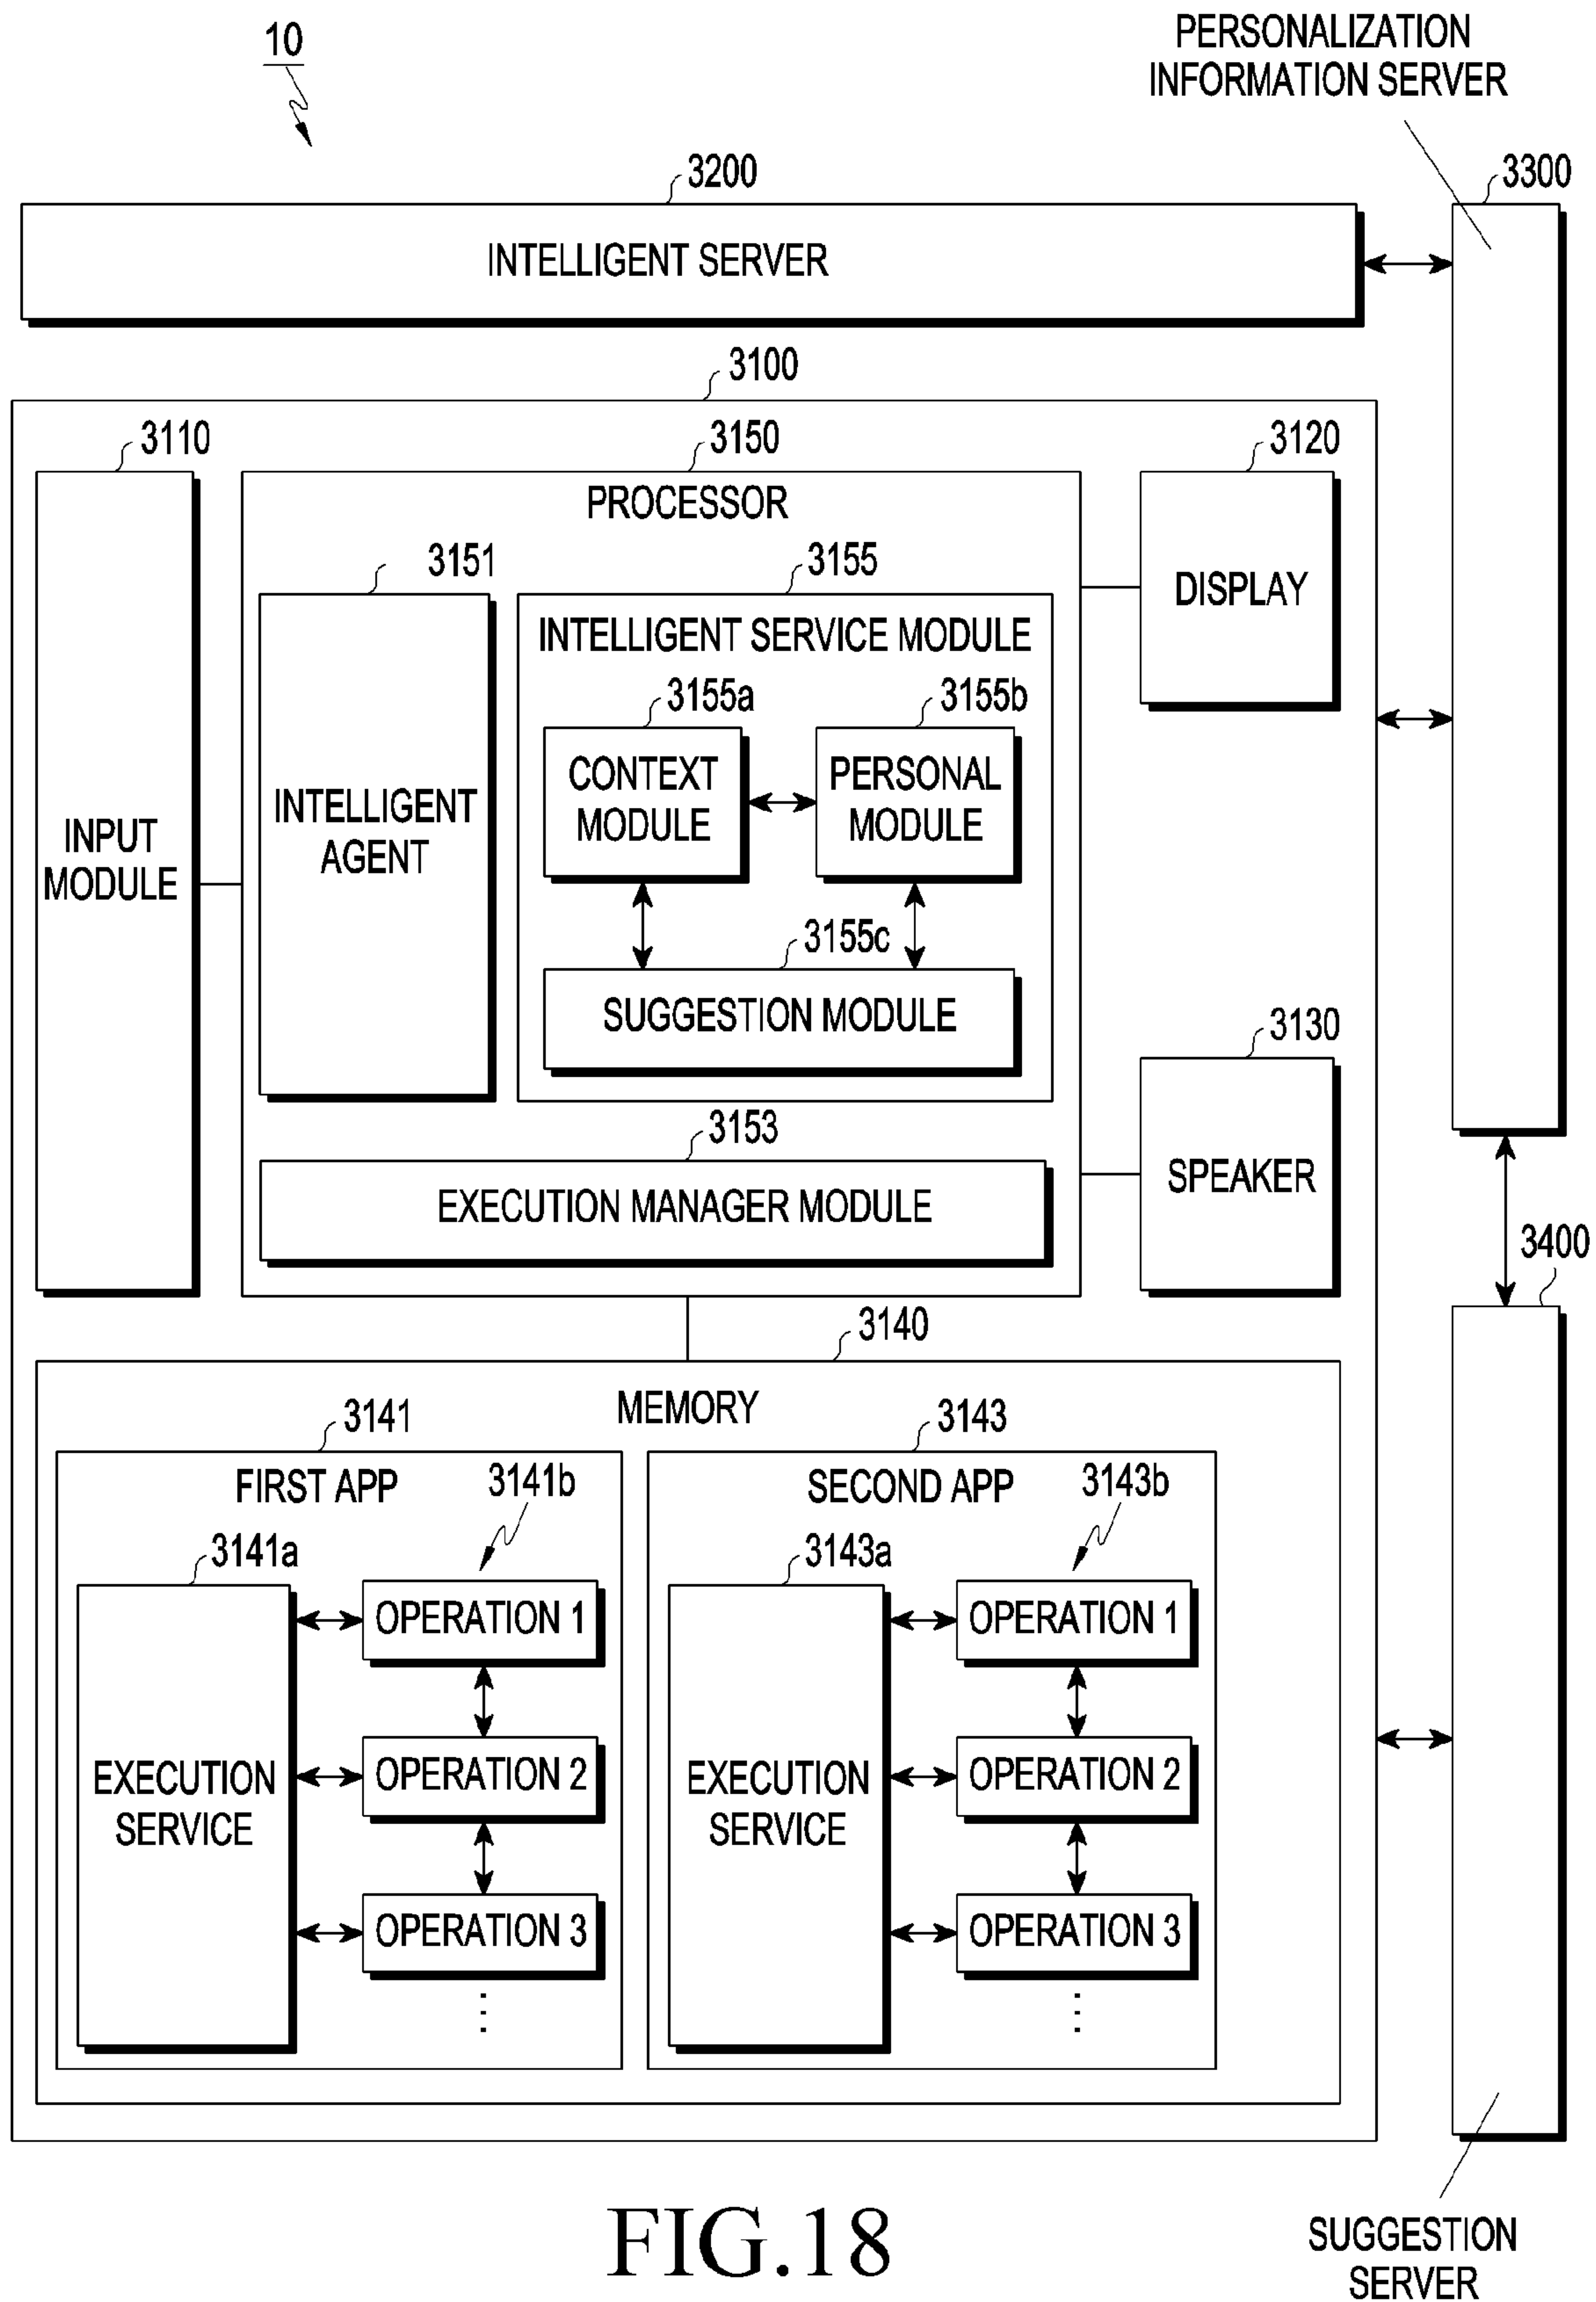 10
PERSONALIZATION
INFORMATION SERVER
3200
3300
INTELLIGENT SERVER
3100
3110
3150
3120
PROCESSOR
3151
3155
DISPLAY
INTELLIGENT SERVICE MODULE
3155a
3155b
CONTEXT
MODULE
PERSONAL
MODULE
INTELLIGENT
AGENT
INPUT
MODULE
3155c
SUGGESTION MODULE
3130
3153
SPEAKER
EXECUTION MANAGER MODULE
3400
3140
MEMORY
3141
3143
FIRST APP
3141b
SECOND APP
3143b
3141a
3143a
OPERATION 1
OPERATION 1
EXECUTION
SERVICE
OPERATION 2
EXECUTION
SERVICE
OPERATION 2
OPERATION 3
OPERATION 3
FIG.18
SUGGESTION
SERVER